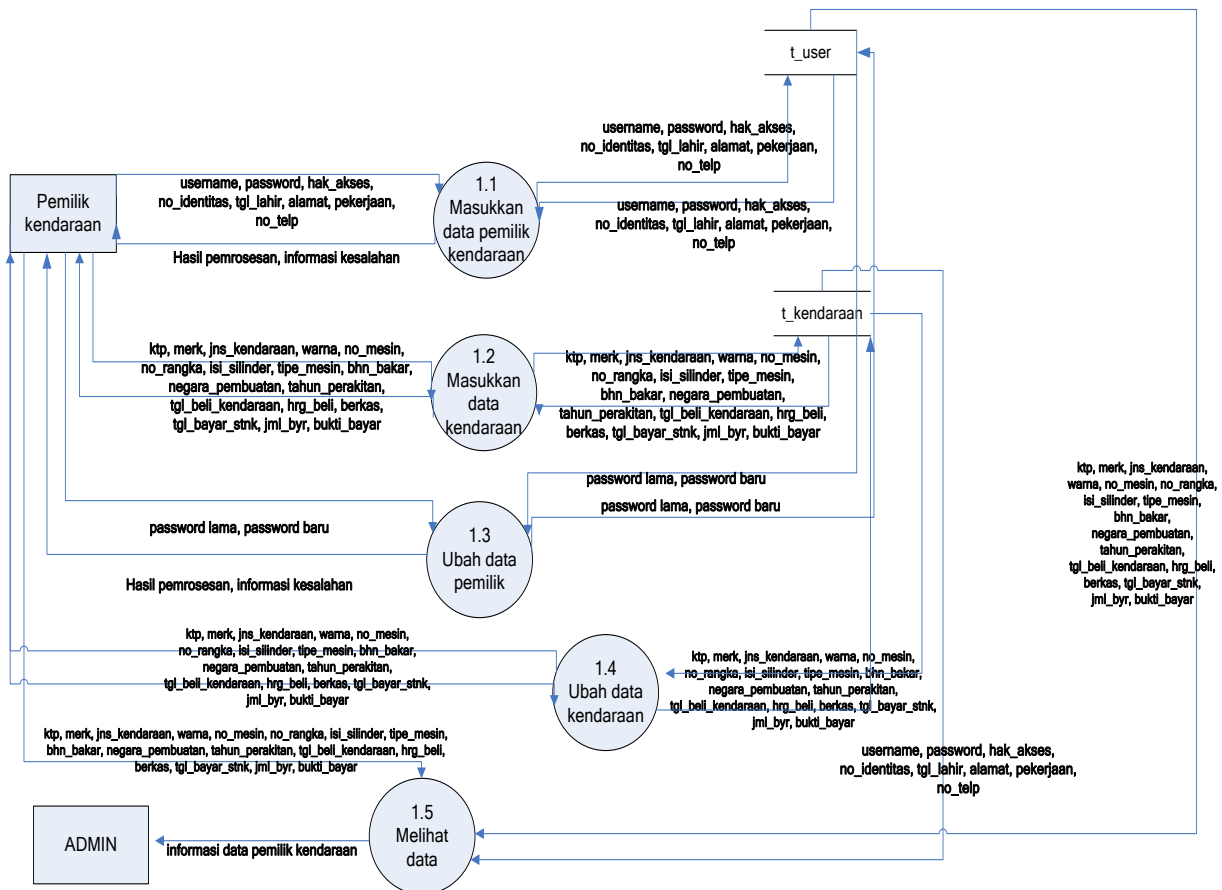 t_user
username, password, hak_akses,
no_identitas, tgl_lahir, alamat, pekerjaan,
no_telp
Pemilik
kendaraan
username, password, hak_akses,
no_identitas, tgl_lahir, alamat, pekerjaan,
no_telp
1.1
Masukkan
data pemilik
kendaraan
username, password, hak_akses,
no_identitas, tgl_lahir, alamat, pekerjaan,
no_telp
Hasil pemrosesan, informasi kesalahan
t_kendaraan
ktp, merk, jns_kendaraan, warna, no_mesin,
no_rangka, isi_silinder, tipe_mesin, bhn_bakar,
negara_pembuatan, tahun_perakitan,
tgl_beli_kendaraan, hrg_beli, berkas,
tgl_bayar_stnk, jml_byr, bukti_bayar
1.2
Masukkan
data
kendaraan
ktp, merk, jns_kendaraan, warna, no_mesin,
no_rangka, isi_silinder, tipe_mesin,
bhn_bakar, negara_pembuatan,
tahun_perakitan, tgl_beli_kendaraan, hrg_beli,
berkas, tgl_bayar_stnk, jml_byr, bukti_bayar
password lama, password baru
password lama, password baru
ktp, merk, jns_kendaraan,
warna, no_mesin, no_rangka,
isi_silinder, tipe_mesin,
bhn_bakar,
negara_pembuatan,
tahun_perakitan,
tgl_beli_kendaraan, hrg_beli,
berkas, tgl_bayar_stnk,
jml_byr, bukti_bayar
password lama, password baru
1.3
Ubah data
pemilik
Hasil pemrosesan, informasi kesalahan
ktp, merk, jns_kendaraan, warna, no_mesin,
no_rangka, isi_silinder, tipe_mesin, bhn_bakar,
negara_pembuatan, tahun_perakitan,
tgl_beli_kendaraan, hrg_beli, berkas, tgl_bayar_stnk,
jml_byr, bukti_bayar
1.4
Ubah data
kendaraan
ktp, merk, jns_kendaraan, warna, no_mesin,
no_rangka, isi_silinder, tipe_mesin, bhn_bakar,
negara_pembuatan, tahun_perakitan,
tgl_beli_kendaraan, hrg_beli, berkas, tgl_bayar_stnk,
jml_byr, bukti_bayar
ktp, merk, jns_kendaraan, warna, no_mesin, no_rangka, isi_silinder, tipe_mesin,
bhn_bakar, negara_pembuatan, tahun_perakitan, tgl_beli_kendaraan, hrg_beli,
berkas, tgl_bayar_stnk, jml_byr, bukti_bayar
username, password, hak_akses,
no_identitas, tgl_lahir, alamat, pekerjaan,
no_telp
1.5
Melihat
data
ADMIN
informasi data pemilik kendaraan